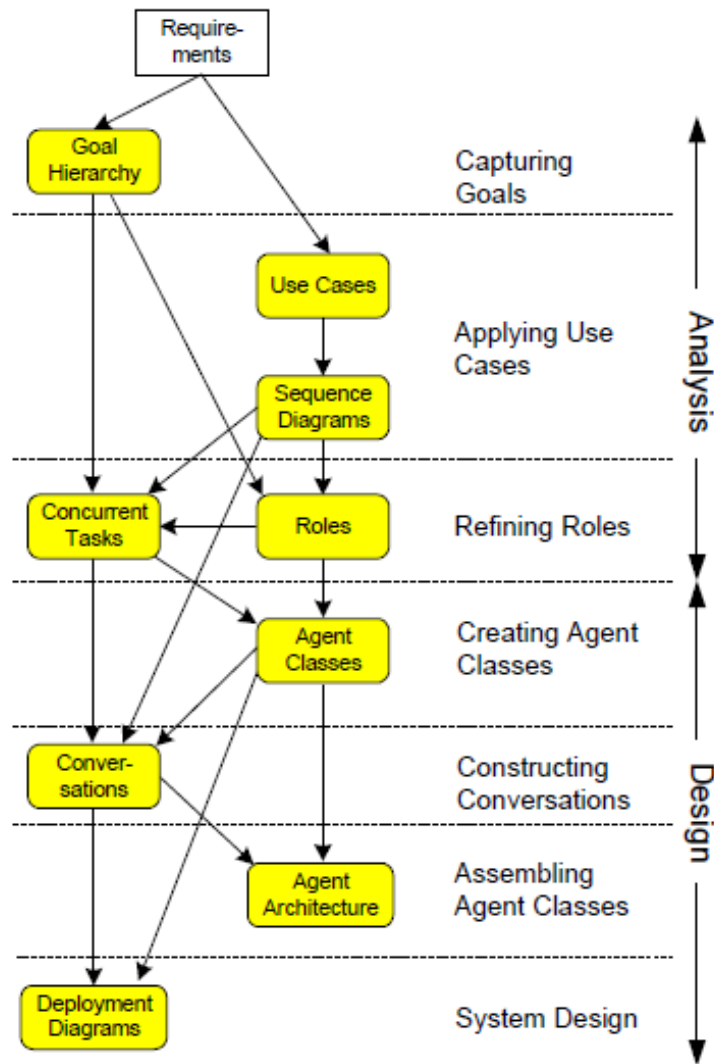 Require-
ments
Goal
Hierarchy
Capturing
Goals
Use Cases
Applying Use
Cases
Sequence
Diagrams
Analysis
Concurrent
Tasks
Roles
Refining Roles
Agent
Classes
Creating Agent
Classes
Conver-
sations
Constructing
Conversations
Design
Agent
Architecture
Assembling
Agent Classes
Deployment
Diagrams
System Design